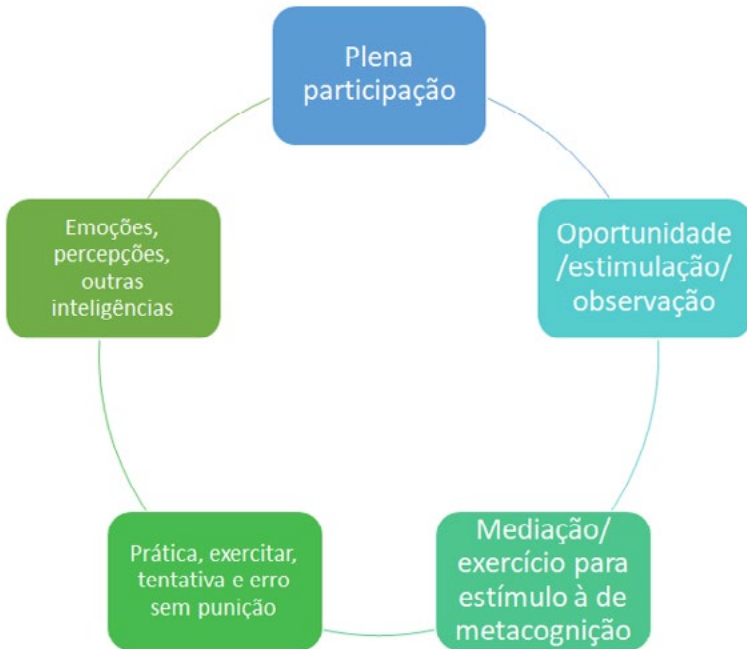 Plena
participação
Oportunidade
/estimulação/
observação
Mediação/
exercício para
estímulo à de
metacognição
Prática, exercitar,
tentativa e erro
sem punição
Emoções,
percepções,
outras
inteligências